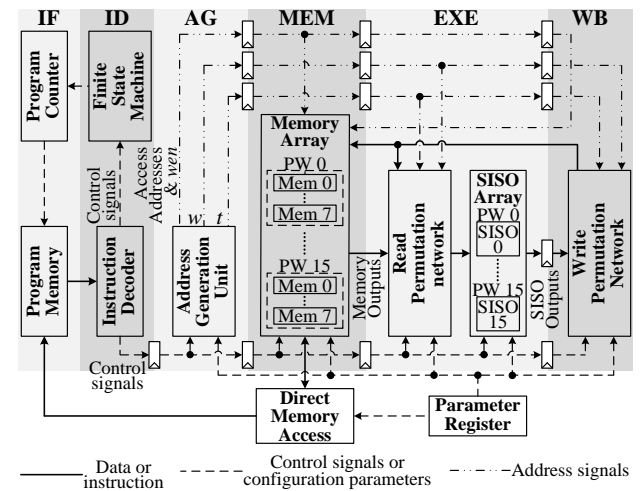 IF ID AG MEM EXE WB
Program
Counter
Finite
State
Machine
Control
signals
Access
Addresses
& wen
w t
Memory
Array
PW 0
Mem 0
Mem 7
PW 15
Mem 0
Mem 7
Program
Memory
Instruction
Decoder
Address
Generation
Unit
Memory
Outputs
Read
Permutation
network
SISO
Array
PW 0
SISO
0
PW 15
SISO
15
SISO
Outputs
Write
Permutation
Network
Control
signals
Direct
Memory
Access
Parameter
Register
Data or
instruction
Control signals or
configuration parameters
Address signals